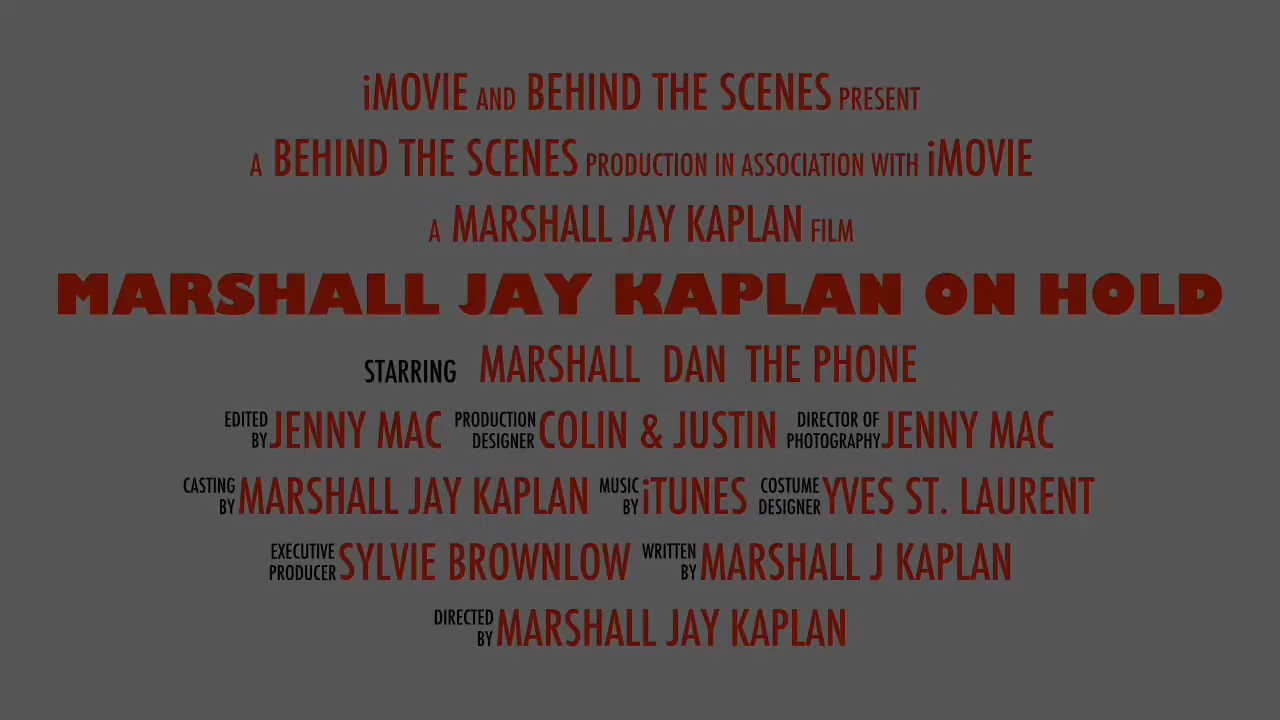 iMOVIE AND BEHIND THE SCENES PRESENT
A BEHIND THE SCENES PRODUCTION IN ASSOCIATION WITH iMOVIE
A MARSHALL JAY KAPLAN FILM
MARSHALL JAY KAPLAN ON HOLD
STARRING MARSHALL DAN THE PHONE
EDITED BY JENNY MAC PRODUCTION DESIGNER COLIN & JUSTIN DIRECTOR OF PHOTOGRAPHY JENNY MAC
CASTING BY MARSHALL JAY KAPLAN MUSIC BY iTUNES COSTUME DESIGNER YVES ST. LAURENT
EXECUTIVE PRODUCER SYLVIE BROWNLOW WRITTEN BY MARSHALL J KAPLAN
DIRECTED BY MARSHALL JAY KAPLAN